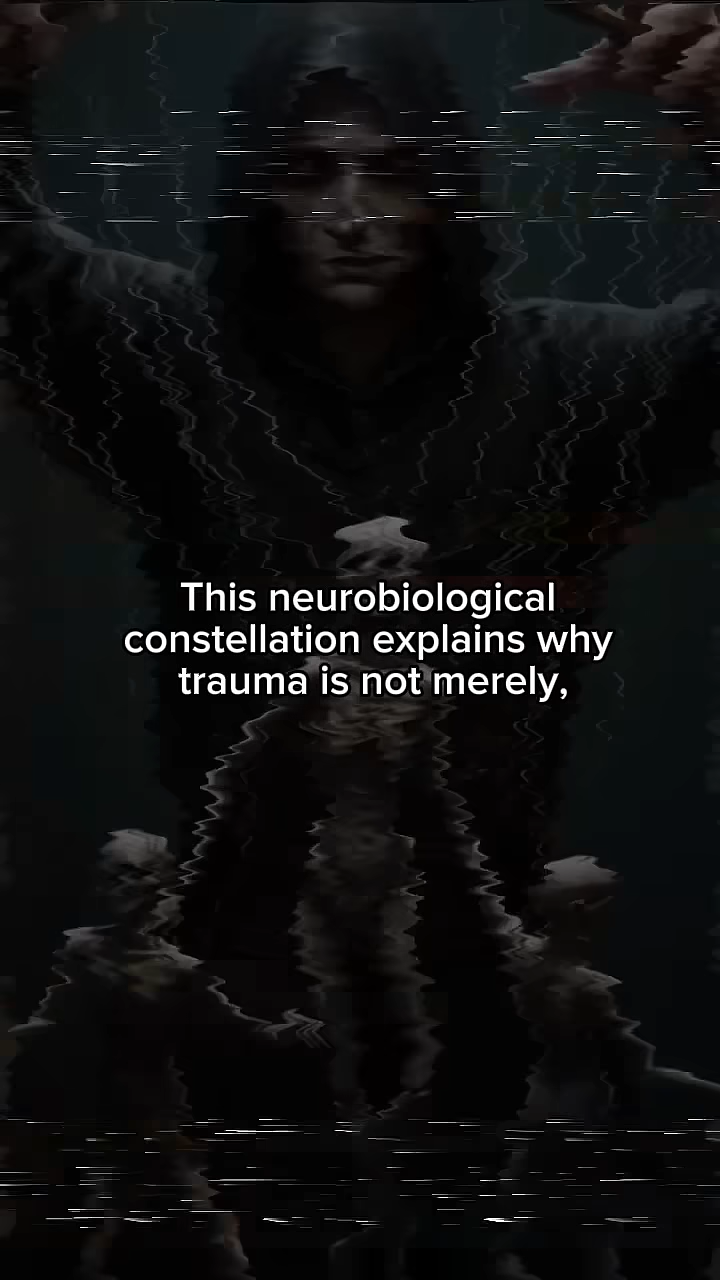 This neurobiological
constellation explains why
trauma is not merely,